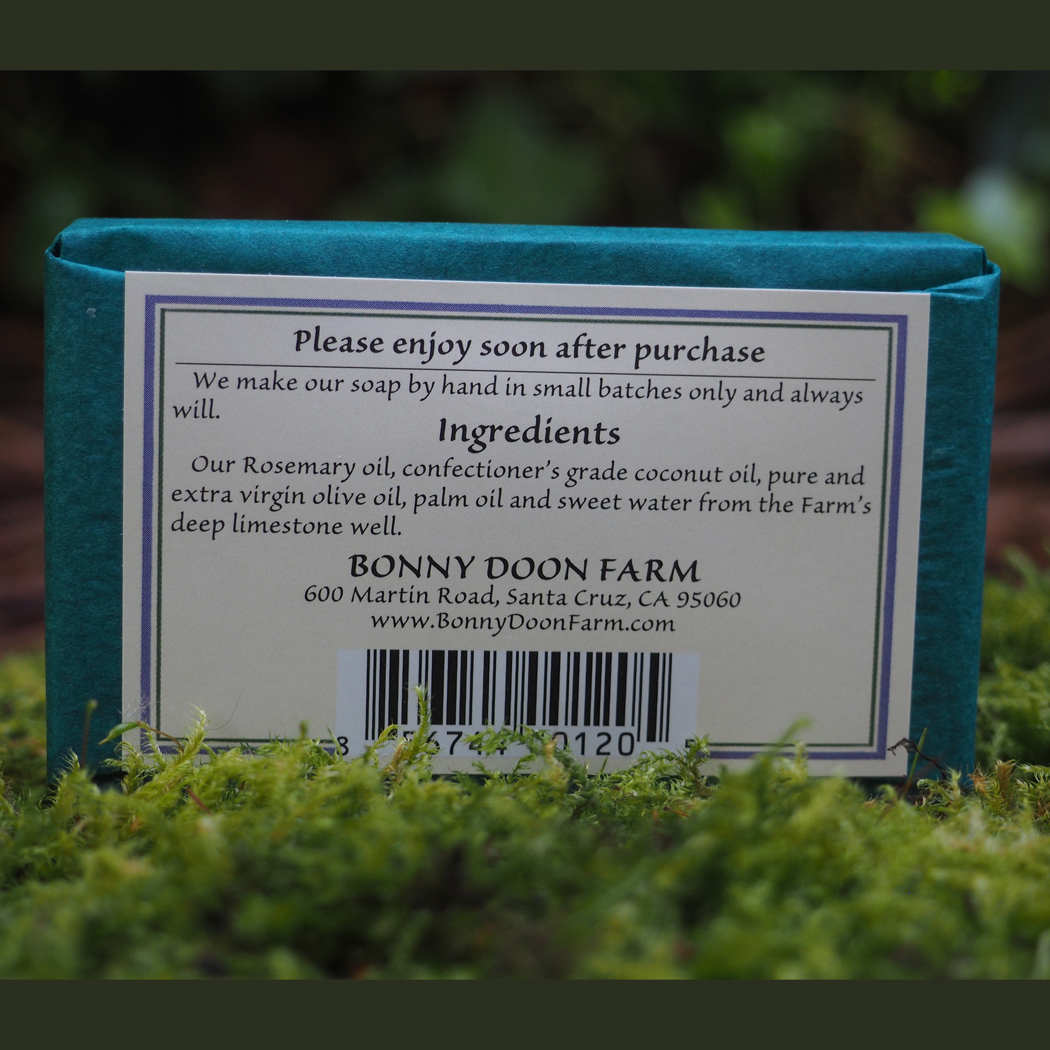 Please enjoy soon after purchase
We make our soap by hand in small batches only and always
will.
Ingredients
Our Rosemary oil, confectioner's grade coconut oil, pure and
extra virgin olive oil, palm oil and sweet water from the Farm's
deep limestone well.
BONNY DOON FARM
600 Martin Road, Santa Cruz, CA 95060
www.BonnyDoonFarm.com
8